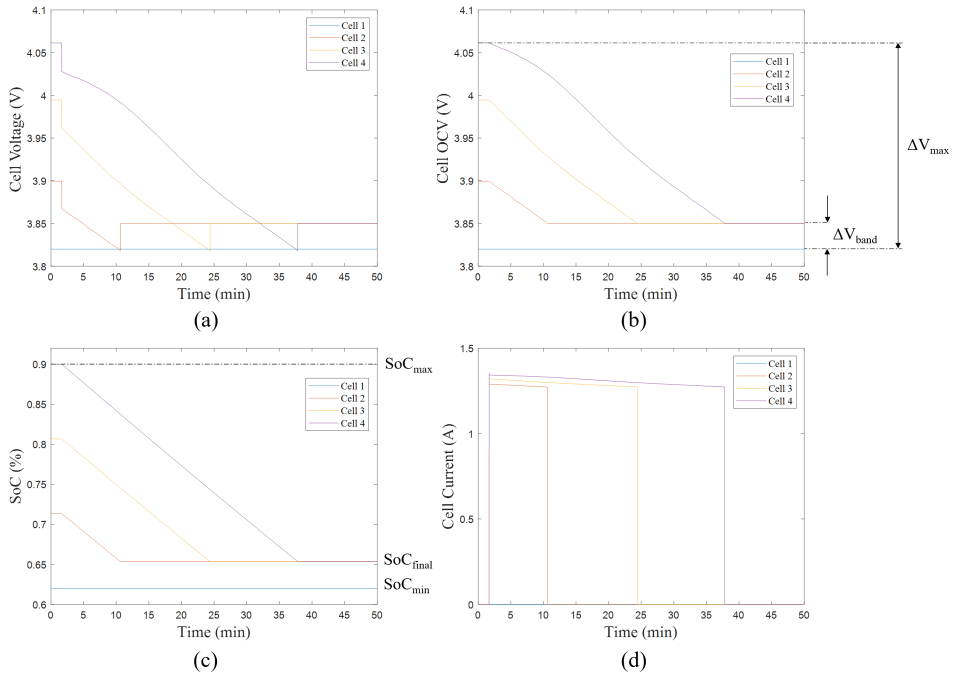 4.1
4.05
4
3.95
3.9
3.85
3.8
Cell Voltage (V)
Cell 1
Cell 2
Cell 3
Cell 4
0 5 10 15 20 25 30 35 40 45 50
Time (min)
(a)
4.1
4.05
4
3.95
3.9
3.85
3.8
Cell OCV (V)
Cell 1
Cell 2
Cell 3
Cell 4
ΔVmax
ΔVband
0 5 10 15 20 25 30 35 40 45 50
Time (min)
(b)
0.9
0.85
0.8
0.75
0.7
0.65
0.6
SoC (%)
SoCmax
Cell 1
Cell 2
Cell 3
Cell 4
SoCfinal
SoCmin
0 5 10 15 20 25 30 35 40 45 50
Time (min)
(c)
1.5
1
0.5
0
Cell Current (A)
Cell 1
Cell 2
Cell 3
Cell 4
0 5 10 15 20 25 30 35 40 45 50
Time (min)
(d)